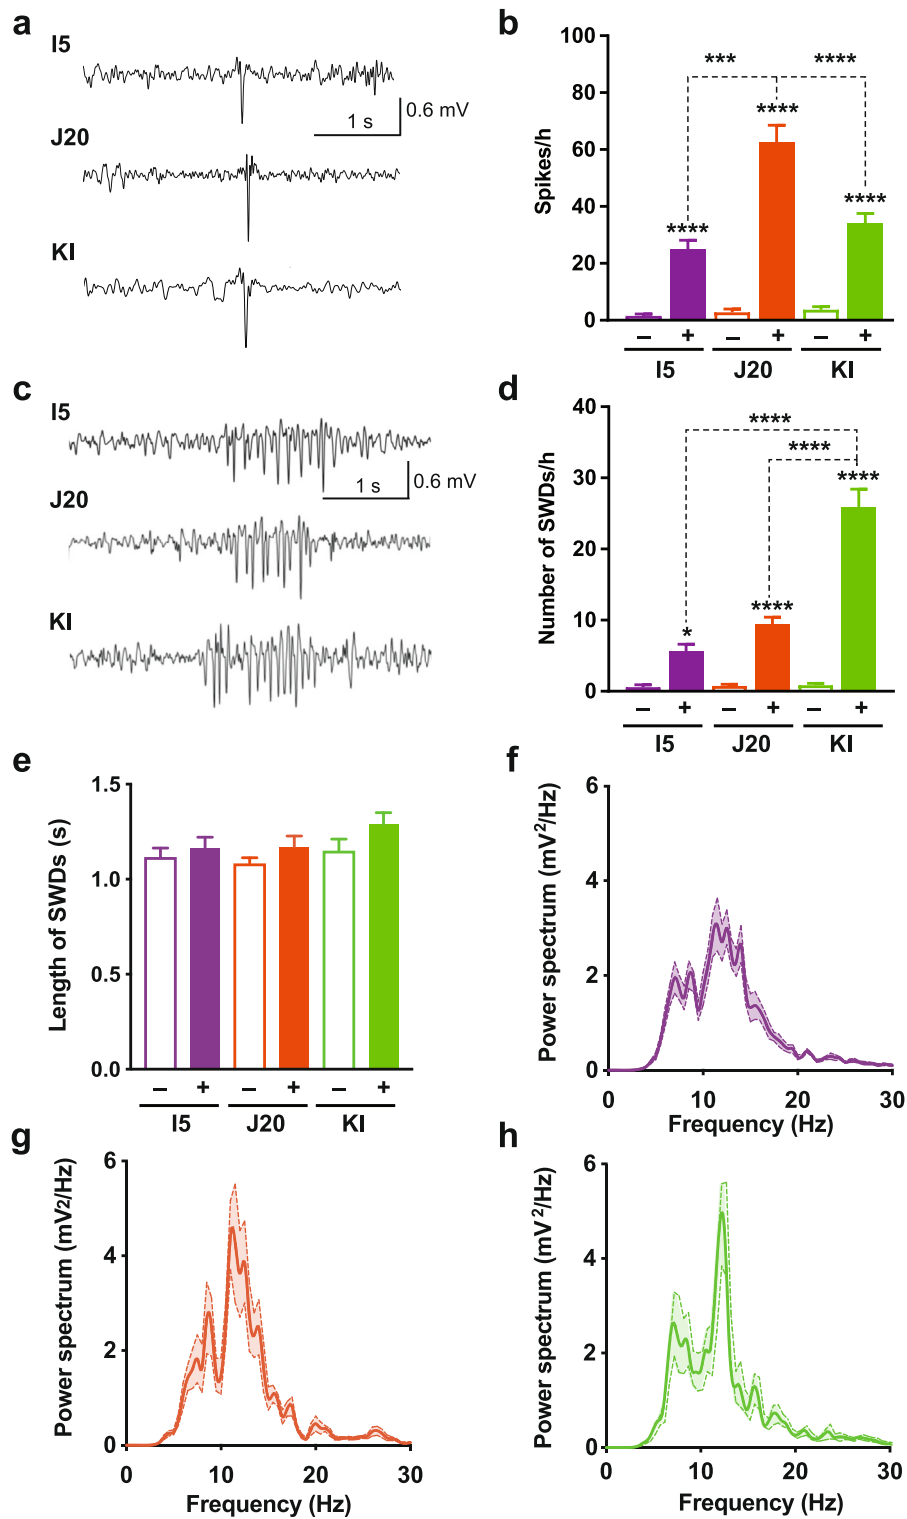 a
I5
0.6 mV
1 s
J20
KI
b
Spikes/h
100
80
60
40
20
0
*** ****
****
**** ****
– + – + – +
I5 J20 KI
c
I5
0.6 mV
1 s
J20
KI
d
Number of SWDs/h
40
30
20
10
0
****
****
****
* ****
– + – + – +
I5 J20 KI
e
Length of SWDs (s)
1.5
1.0
0.5
0.0
– + – + – +
I5 J20 KI
f
Power spectrum (mV²/Hz)
6
4
2
0
0 10 20 30
Frequency (Hz)
g
Power spectrum (mV2/Hz)
6
4
2
0
0 10 20 30
Frequency (Hz)
h
Power spectrum (mV²/Hz)
6
4
2
0
0 10 20 30
Frequency (Hz)